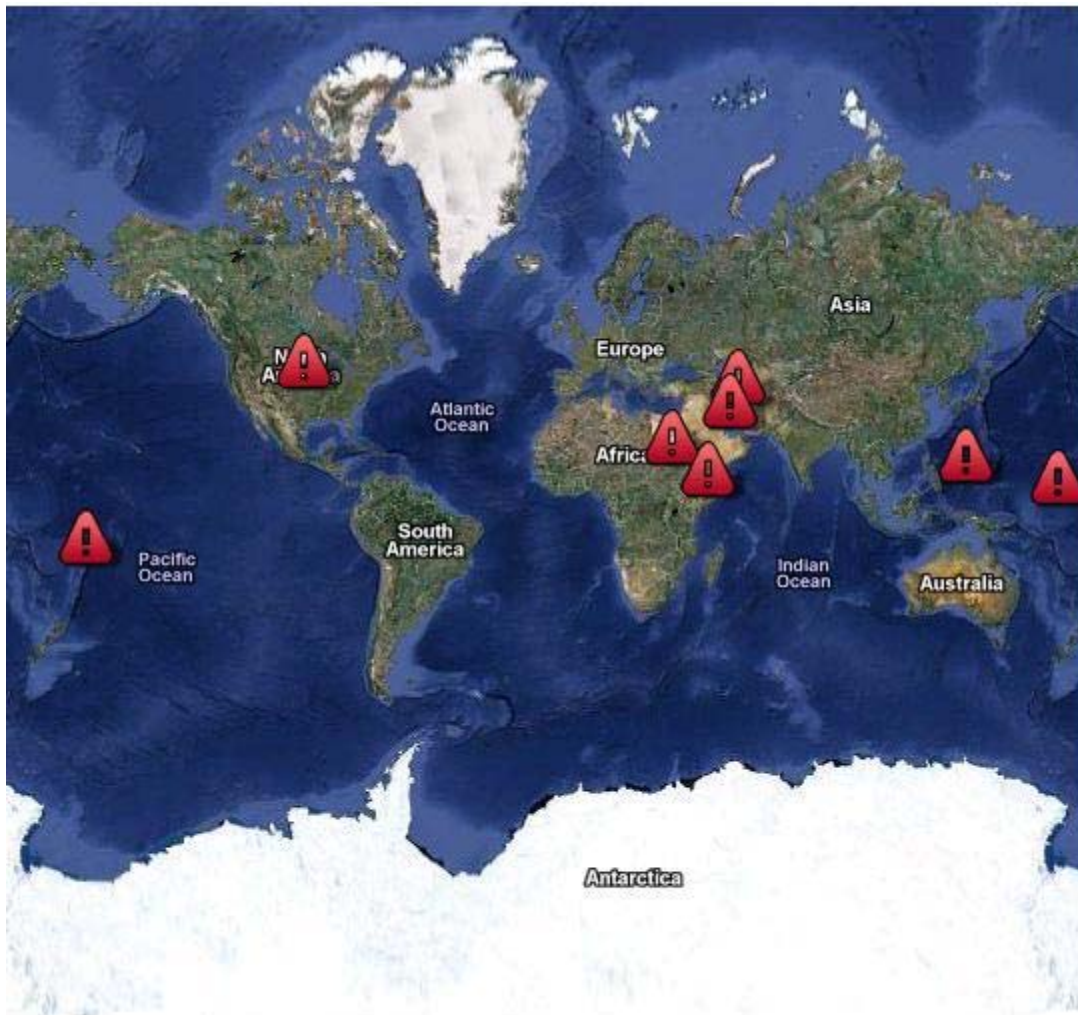 Asia
Europe
Atlantic
Ocean
Africa
South
America
Pacific
Ocean
Indian
Ocean
Australia
Antarctica